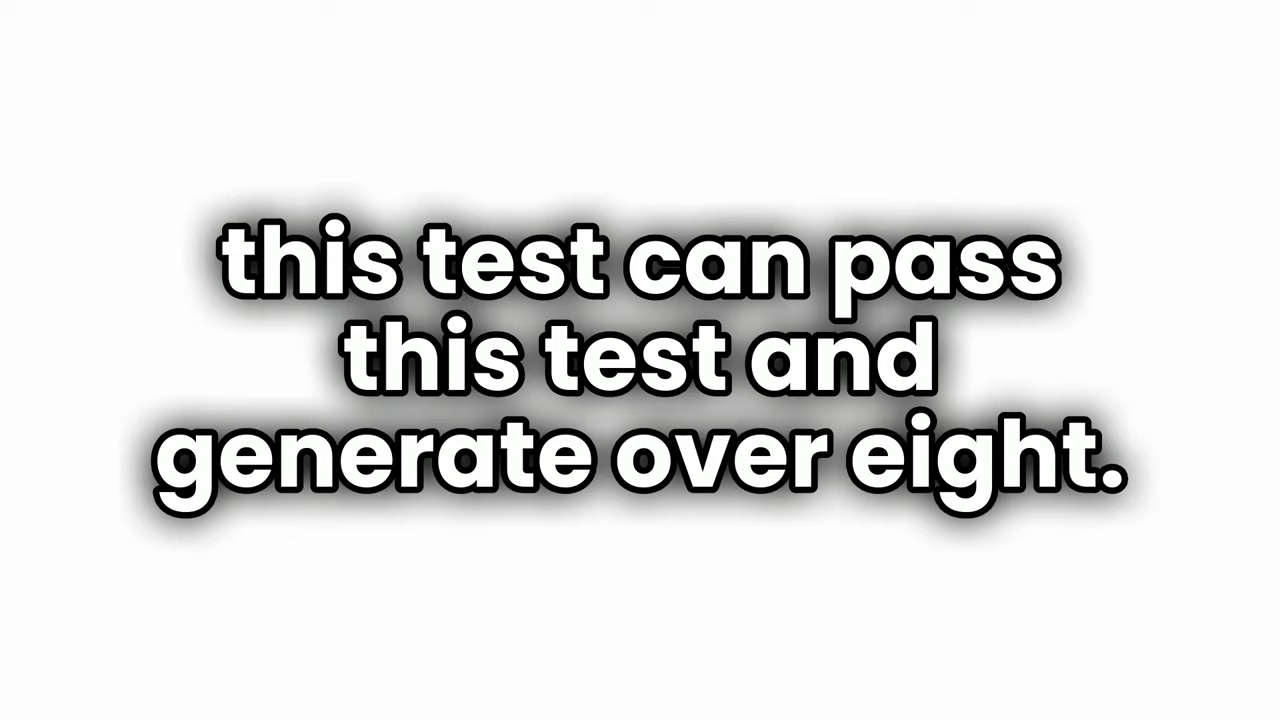 this test can pass
this test and
generate over eight.